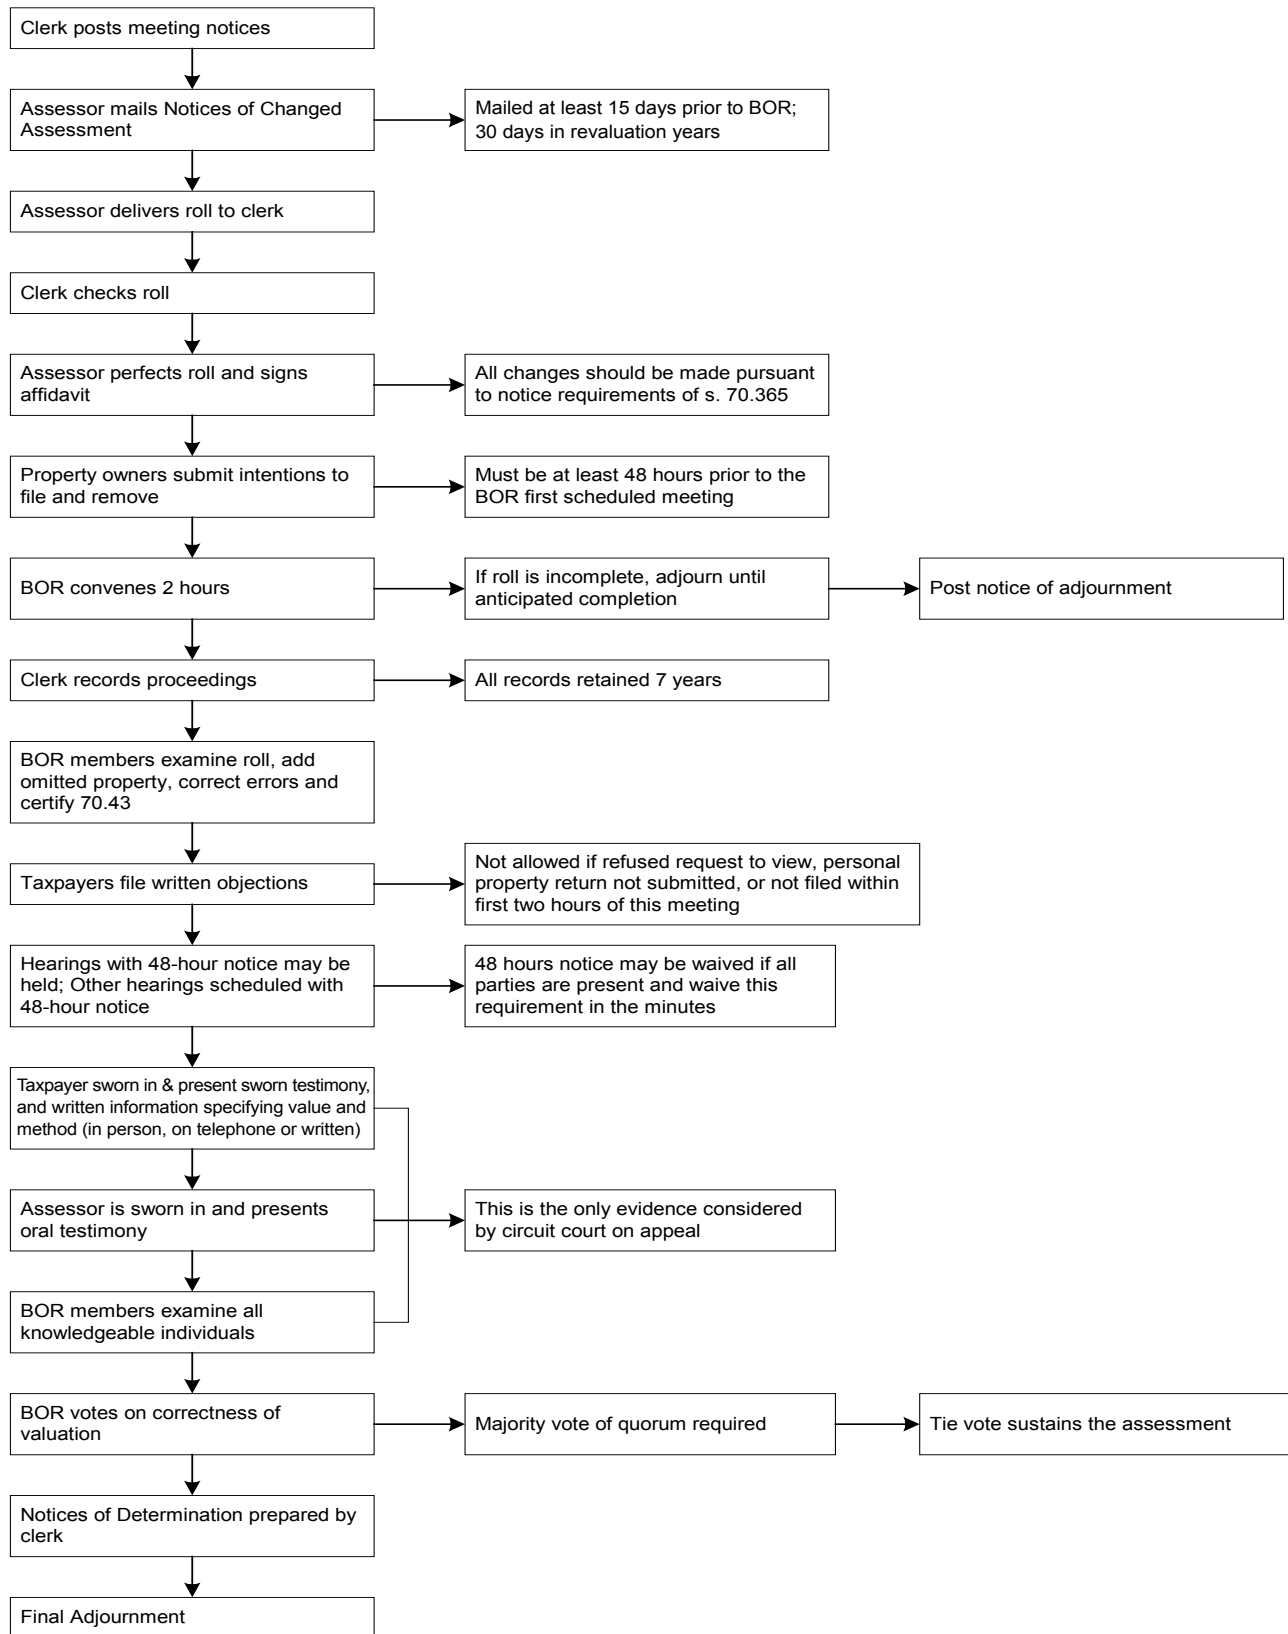 Clerk posts meeting notices
Assessor mails Notices of Changed
Assessment
Mailed at least 15 days prior to BOR;
30 days in revaluation years
Assessor delivers roll to clerk
Clerk checks roll
Assessor perfects roll and signs
affidavit
All changes should be made pursuant
to notice requirements of s. 70.365
Property owners submit intentions to
file and remove
Must be at least 48 hours prior to the
BOR first scheduled meeting
BOR convenes 2 hours
If roll is incomplete, adjourn until
anticipated completion
Post notice of adjournment
Clerk records proceedings
All records retained 7 years
BOR members examine roll, add
omitted property, correct errors and
certify 70.43
Taxpayers file written objections
Not allowed if refused request to view, personal
property return not submitted, or not filed within
first two hours of this meeting
Hearings with 48-hour notice may be
held; Other hearings scheduled with
48-hour notice
48 hours notice may be waived if all
parties are present and waive this
requirement in the minutes
Taxpayer sworn in & present sworn testimony,
and written information specifying value and
method (in person, on telephone or written)
Assessor is sworn in and presents
oral testimony
This is the only evidence considered
by circuit court on appeal
BOR members examine all
knowledgeable individuals
BOR votes on correctness of
valuation
Majority vote of quorum required
Tie vote sustains the assessment
Notices of Determination prepared by
clerk
Final Adjournment